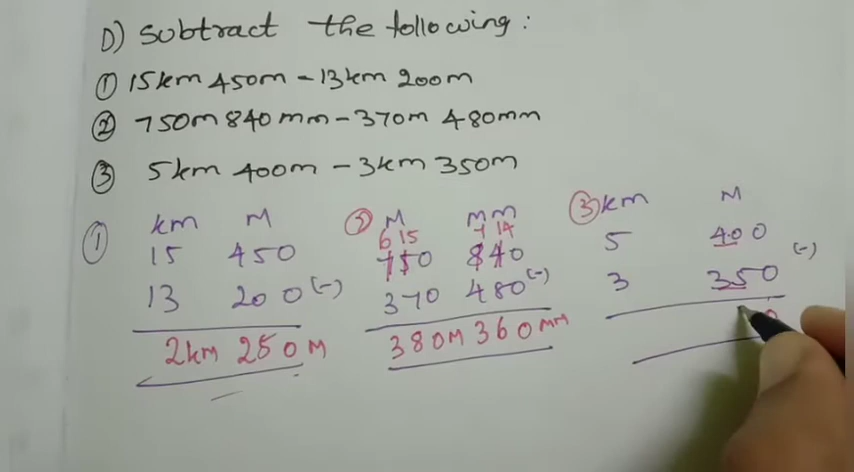 D) Subtract the following:
① 15km 450m - 13km 200m
② 750m 840mm - 370m 480mm
③ 5km 400m - 3km 350m
① km M
15 450
13 200 (-)
2km 250M
② M mm
6 15 7 14
750 840
370 480 (-)
380M 360mm
③ km M
5 400
3 350 (-)
0